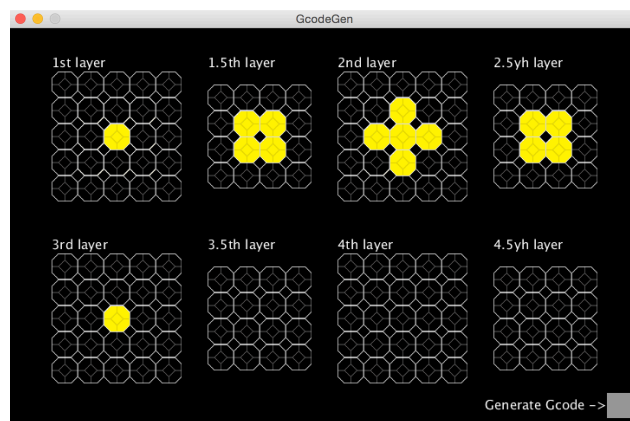 GcodeGen
1st layer
1.5th layer
2nd layer
2.5yh layer
3rd layer
3.5th layer
4th layer
4.5yh layer
Generate Gcode ->